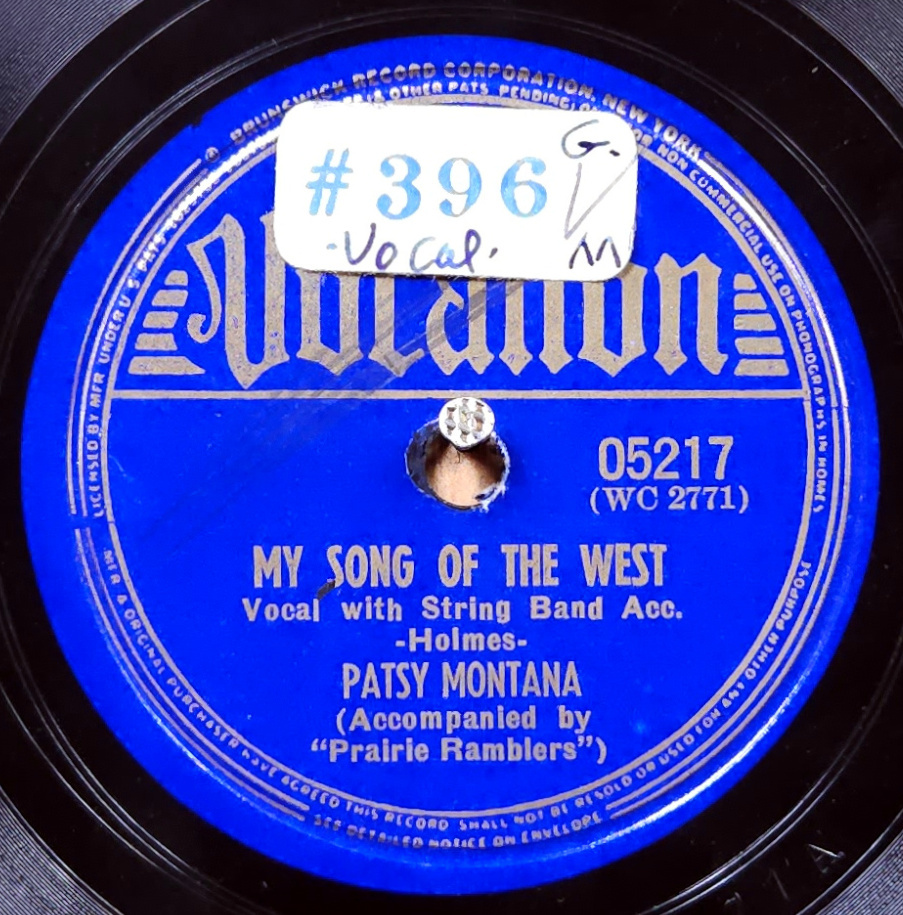 BRUNSWICK RECORD CORPORATION, NEW YORK
OTHER PATS. PENDING) NON COMMERCIAL USE ON PHONOGRAPHS IN HOMES
LICENSED BY MFR UNDER U S PATS
#396
G.
V
M
-Vocal.
Vocalion
05217
(WC 2771)
MY SONG OF THE WEST
Vocal with String Band Acc.
-Holmes-
PATSY MONTANA
(Accompanied by
“Prairie Ramblers”)
MFR & ORIGINAL PURCHASER HAVE AGREED THIS RECORD SHALL NOT BE RESOLD OR USED FOR ANY OTHER PURPOSE
SEE DETAILED NOTICE ON ENVELOPE